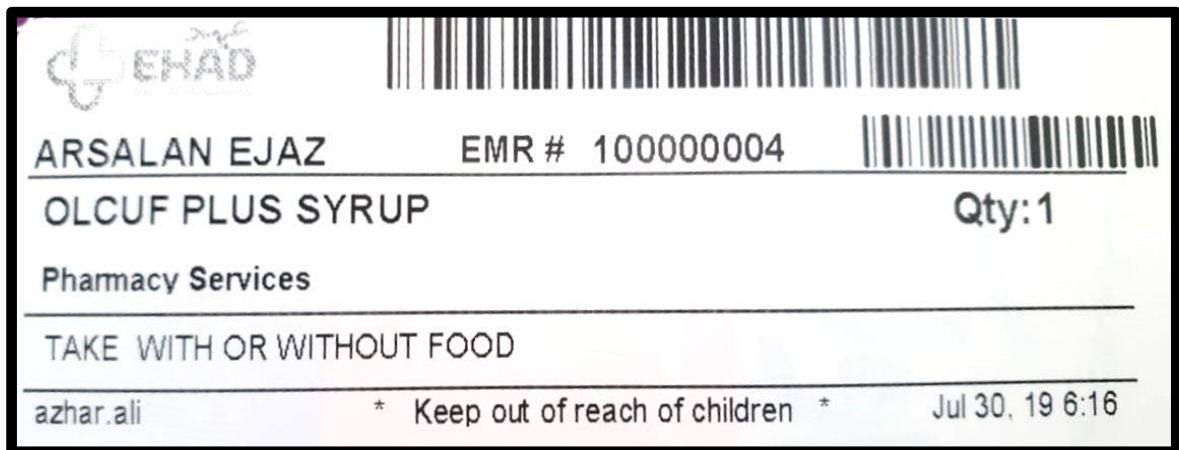 EHAD
ARSALAN EJAZ EMR # 100000004
OLCUF PLUS SYRUP Qty:1
Pharmacy Services
TAKE WITH OR WITHOUT FOOD
azhar.ali * Keep out of reach of children * Jul 30, 19 6:16